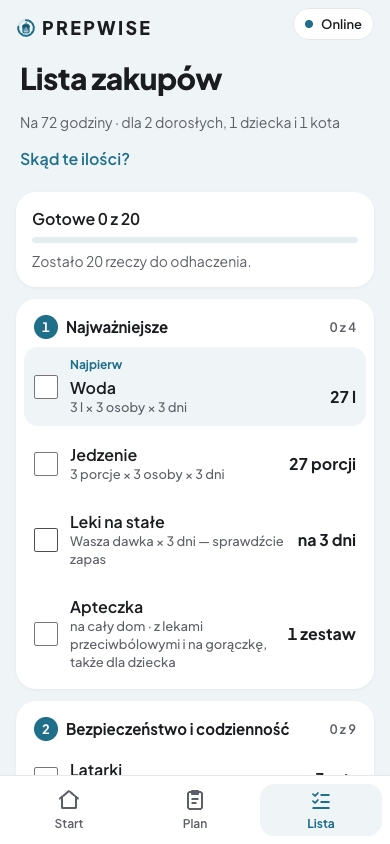 PREPWISE
Online
Lista zakupów
Na 72 godziny · dla 2 dorosłych, 1 dziecka i 1 kota
Skąd te ilości?
Gotowe 0 z 20
Zostało 20 rzeczy do odhaczenia.
1 Najważniejsze 0 z 4
Najpierw
Woda
27 l
3 l × 3 osoby × 3 dni
Jedzenie
27 porcji
3 porcje × 3 osoby × 3 dni
Leki na stałe
Wasza dawka × 3 dni — sprawdźcie
na 3 dni
zapas
Apteczka
na cały dom · z lekami
przeciwbólowymi i na gorączkę,
1 zestaw
także dla dziecka
2 Bezpieczeństwo i codzienność 0 z 9
Latarki
Start
Plan
Lista